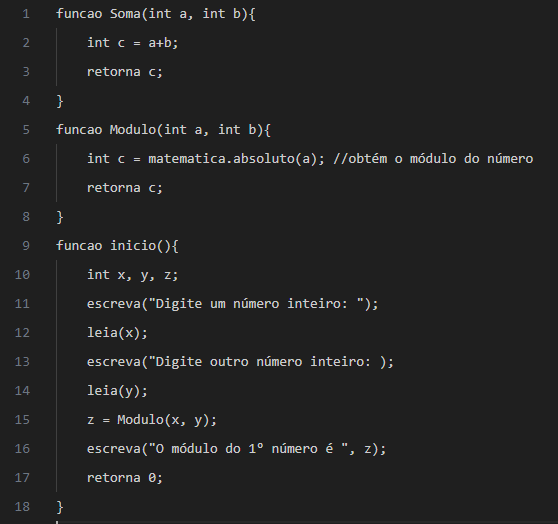 1 funcao Soma(int a, int b){
2     int c = a+b;
3     retorna c;
4 }
5 funcao Modulo(int a, int b){
6     int c = matematica.absoluto(a); //obtém o módulo do número
7     retorna c;
8 }
9 funcao inicio(){
10     int x, y, z;
11     escreva("Digite um número inteiro: ");
12     leia(x);
13     escreva("Digite outro número inteiro: );
14     leia(y);
15     z = Modulo(x, y);
16     escreva("O módulo do 1º número é ", z);
17     retorna 0;
18 }